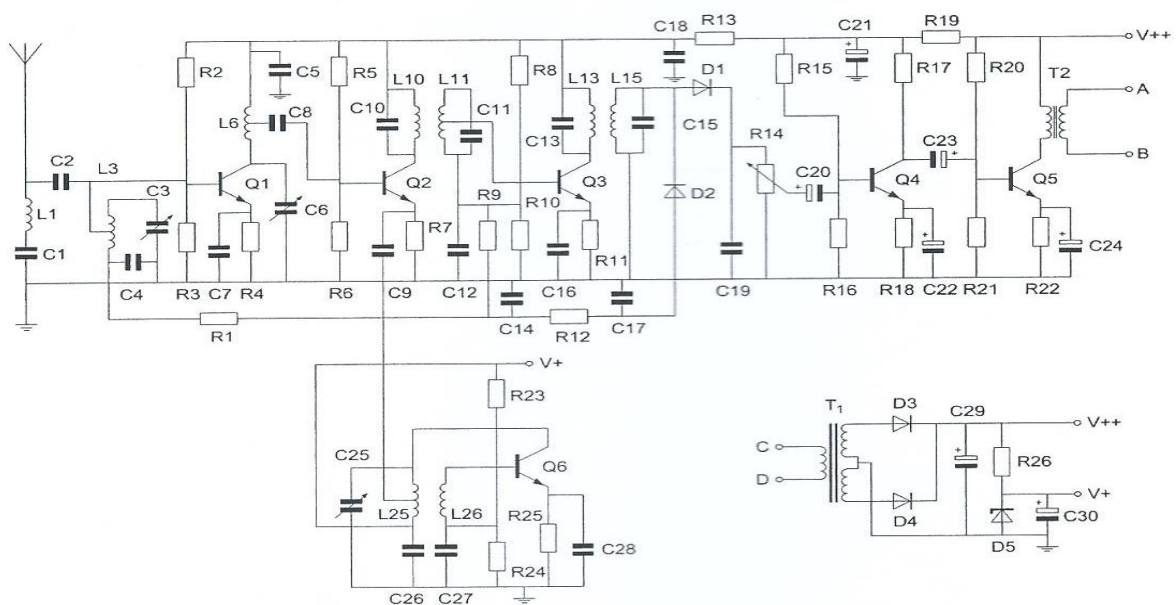 C18 R13 C21 R19 V++
R2 C5 R5 L10 L11 R8 L13 L15 D1 R15 R17 R20 T2
A
C8 C10 C11
L6 C13 C15 R14 C23 B
C2 L3 C3 Q1 C6 Q2 R9 R10 Q3 D2 C20 Q4 Q5
L1 R7 R11 C24
C1
C4 R3 C7 R4 R6 C9 C12 C16 C19 R16 R18 C22 R21 R22
R1 C14 R12 C17
V+
R23
T1 D3 C29 V++
C25 Q6 C R26
D V+
L25 L26 R25 D4 C30
D5
R24 C28
C26 C27
+ + + + + + +